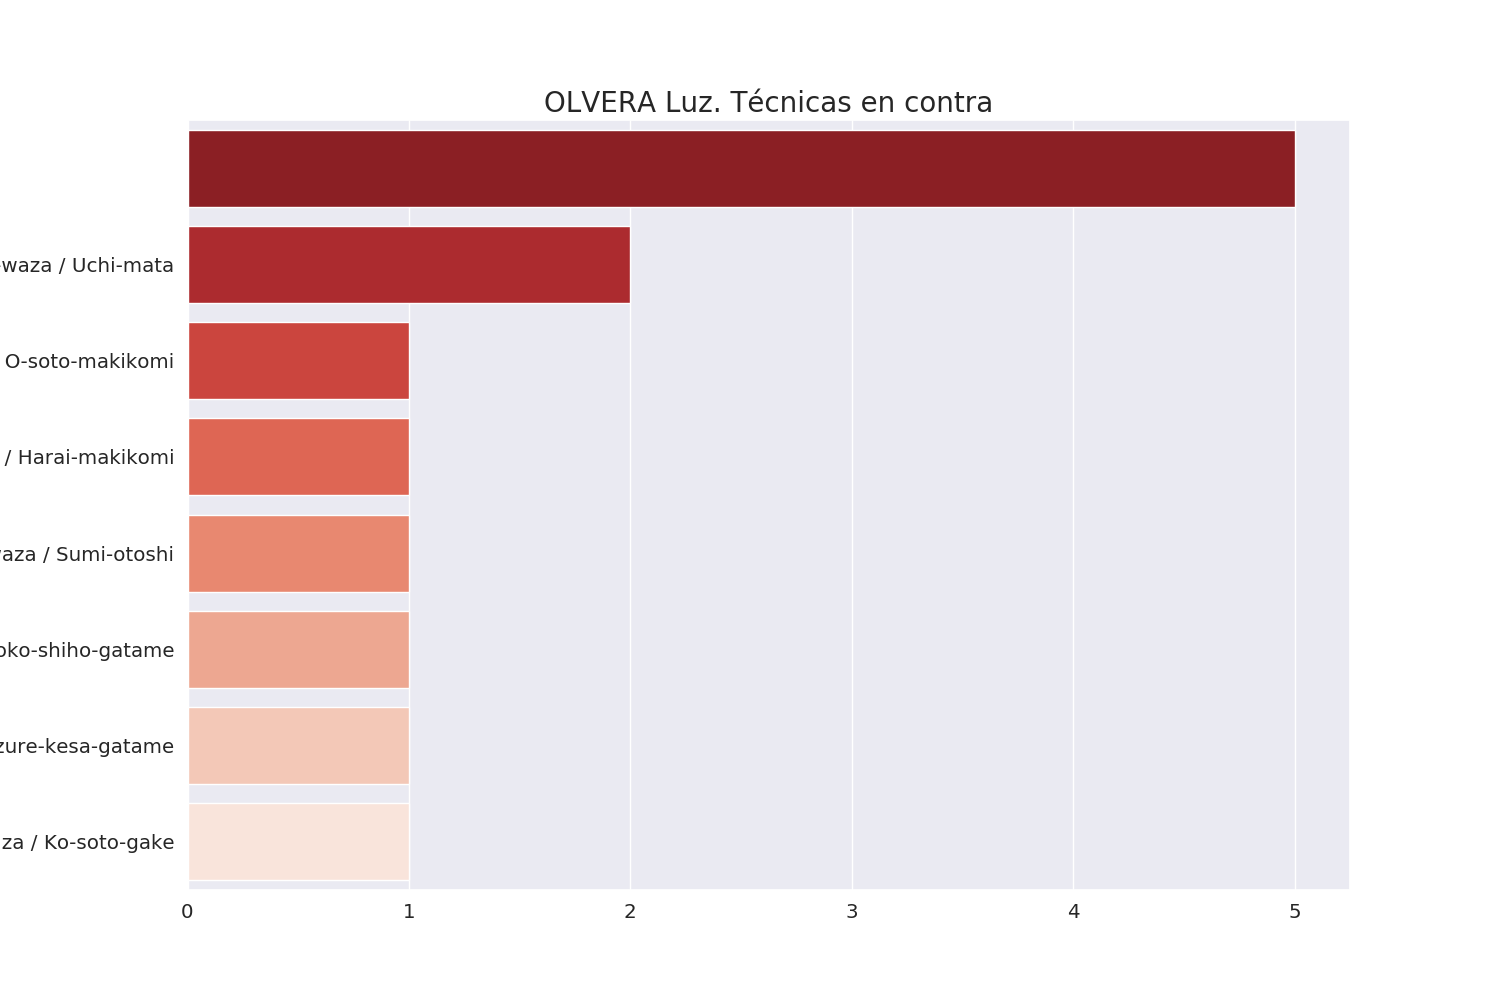 OLVERA Luz. Técnicas en contra
waza / Uchi-mata
O-soto-makikomi
/ Harai-makikomi
/ Sumi-otoshi
oko-shiho-gatame
zure-kesa-gatame
za / Ko-soto-gake
0 1 2 3 4 5